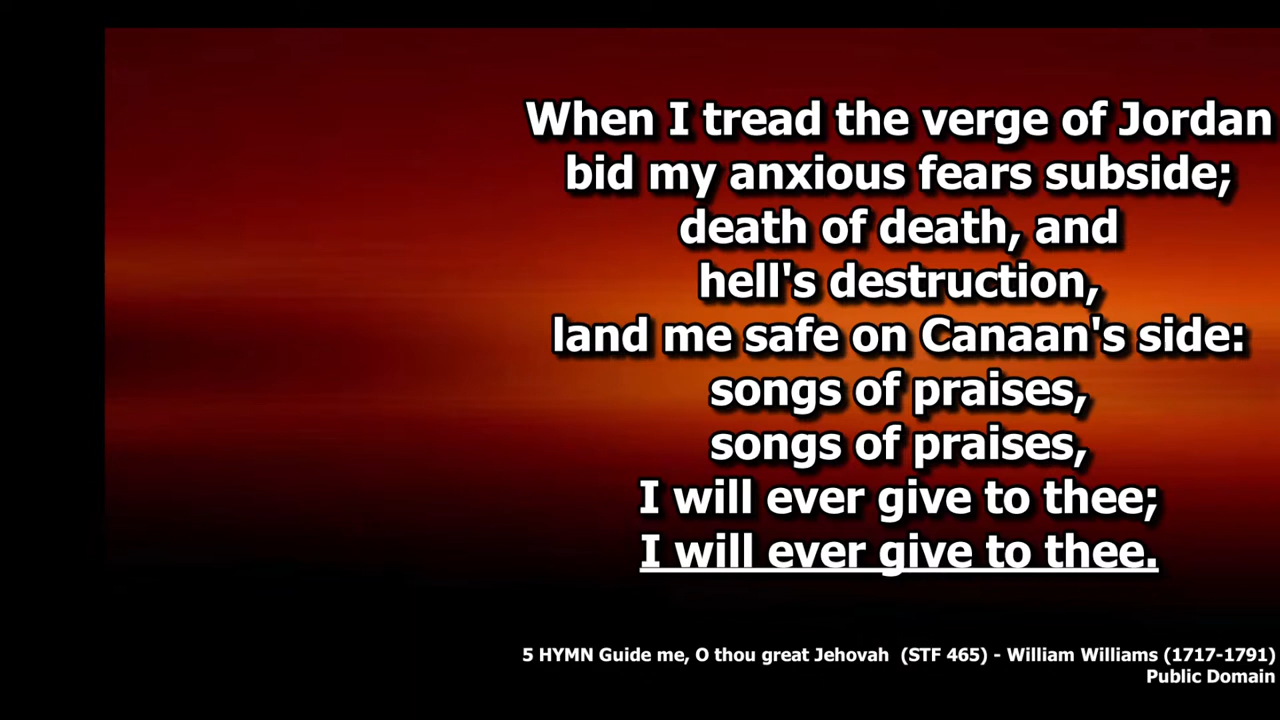 When I tread the verge of Jordan
bid my anxious fears subside;
death of death, and
hell's destruction,
land me safe on Canaan's side:
songs of praises,
songs of praises,
I will ever give to thee;
I will ever give to thee.
5 HYMN Guide me, O thou great Jehovah (STF 465) - William Williams (1717-1791)
Public Domain